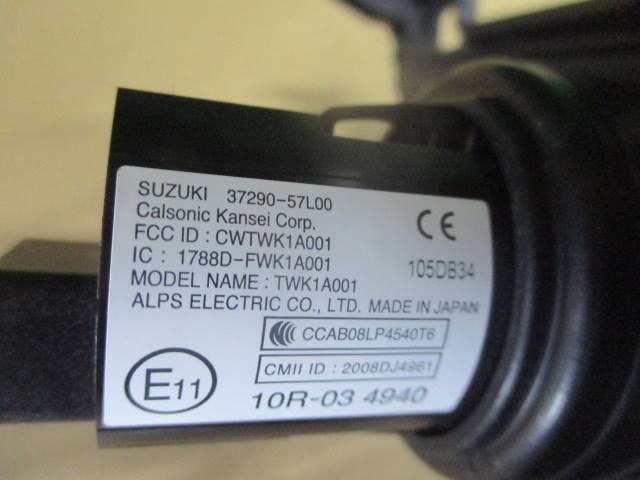 SUZUKI 37290-57L00
Calsonic Kansei Corp.
FCC ID : CWTWK1A001
IC : 1788D-FWK1A001
MODEL NAME : TWK1A001
ALPS ELECTRIC CO., LTD. MADE IN JAPAN
CE
105DB34
CCAB08LP4540T6
CMII ID : 2008DJ4961
E11
10R-03 4940